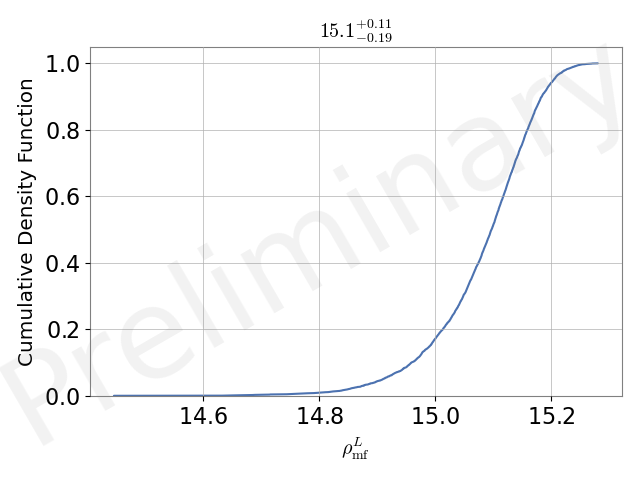 15.1^{+0.11}_{-0.19}
Cumulative Density Function
1.0
0.8
0.6
0.4
0.2
0.0
14.6 14.8 15.0 15.2
ρ^L_mf
Preliminary